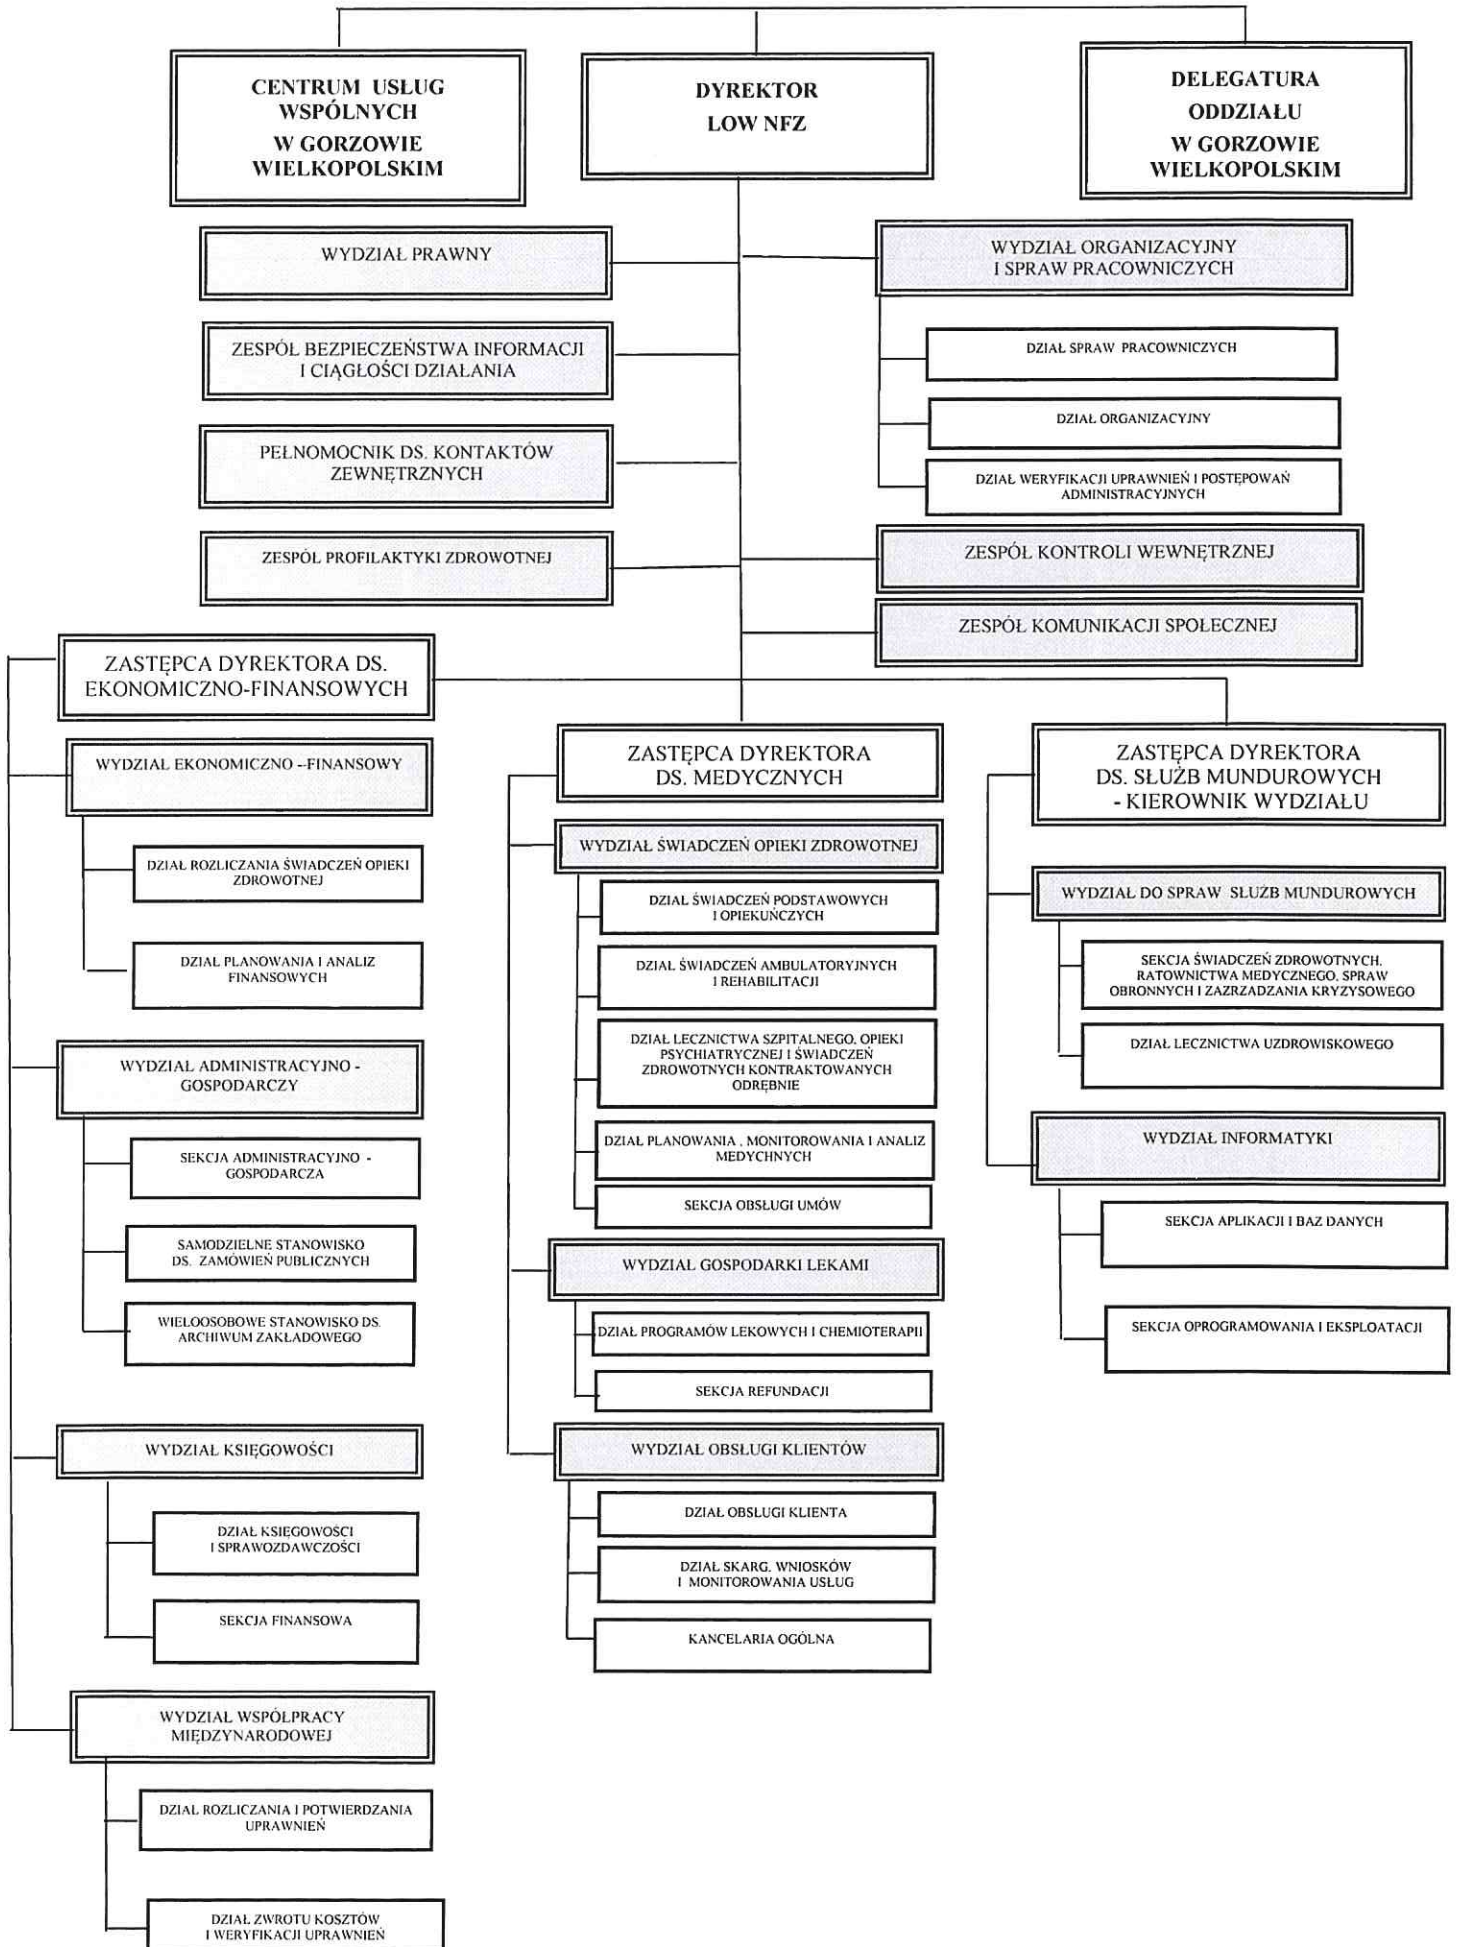 CENTRUM USŁUG
WSPÓLNYCH
W GORZOWIE
WIELKOPOLSKIM
DYREKTOR
LOW NFZ
DELEGATURA
ODDZIAŁU
W GORZOWIE
WIELKOPOLSKIM
WYDZIAŁ PRAWNY
ZESPÓŁ BEZPIECZEŃSTWA INFORMACJI
I CIĄGŁOŚCI DZIAŁANIA
PEŁNOMOCNIK DS. KONTAKTÓW
ZEWNĘTRZNYCH
ZESPÓŁ PROFILAKTYKI ZDROWOTNEJ
WYDZIAŁ ORGANIZACYJNY
I SPRAW PRACOWNICZYCH
DZIAŁ SPRAW PRACOWNICZYCH
DZIAŁ ORGANIZACYJNY
DZIAŁ WERYFIKACJI UPRAWNIEŃ I POSTĘPOWAŃ
ADMINISTRACYJNYCH
ZESPÓŁ KONTROLI WEWNĘTRZNEJ
ZESPÓŁ KOMUNIKACJI SPOŁECZNEJ
ZASTĘPCA DYREKTORA DS.
EKONOMICZNO-FINANSOWYCH
WYDZIAŁ EKONOMICZNO --FINANSOWY
DZIAŁ ROZLICZANIA ŚWIADCZEŃ OPIEKI
ZDROWOTNEJ
DZIAŁ PLANOWANIA I ANALIZ
FINANSOWYCH
WYDZIAŁ ADMINISTRACYJNO -
GOSPODARCZY
SEKCJA ADMINISTRACYJNO -
GOSPODARCZA
SAMODZIELNE STANOWISKO
DS. ZAMÓWIEŃ PUBLICZNYCH
WIELOOSOBOWE STANOWISKO DS.
ARCHIWUM ZAKŁADOWEGO
WYDZIAŁ KSIĘGOWOŚCI
DZIAŁ KSIĘGOWOŚCI
I SPRAWOZDAWCZOŚCI
SEKCJA FINANSOWA
WYDZIAŁ WSPÓŁPRACY
MIĘDZYNARODOWEJ
DZIAŁ ROZLICZANIA I POTWIERDZANIA
UPRAWNIEŃ
DZIAŁ ZWROTU KOSZTÓW
I WERYFIKACJI UPRAWNIEŃ
ZASTĘPCA DYREKTORA
DS. MEDYCZNYCH
WYDZIAŁ ŚWIADCZEŃ OPIEKI ZDROWOTNEJ
DZIAŁ ŚWIADCZEŃ PODSTAWOWYCH
I OPIEKUŃCZYCH
DZIAŁ ŚWIADCZEŃ AMBULATORYJNYCH
I REHABILITACJI
DZIAŁ LECZNICTWA SZPITALNEGO, OPIEKI
PSYCHIATRYCZNEJ I ŚWIADCZEŃ
ZDROWOTNYCH KONTRAKTOWANYCH
ODRĘBNIE
DZIAŁ PLANOWANIA , MONITOROWANIA I ANALIZ
MEDYCHNYCH
SEKCJA OBSŁUGI UMÓW
WYDZIAŁ GOSPODARKI LEKAMI
DZIAŁ PROGRAMÓW LEKOWYCH I CHEMIOTERAPII
SEKCJA REFUNDACJI
WYDZIAŁ OBSŁUGI KLIENTÓW
DZIAŁ OBSŁUGI KLIENTA
DZIAŁ SKARG, WNIOSKÓW
I MONITOROWANIA USŁUG
KANCELARIA OGÓLNA
ZASTĘPCA DYREKTORA
DS. SŁUŻB MUNDUROWYCH
- KIEROWNIK WYDZIAŁU
WYDZIAŁ DO SPRAW SŁUŻB MUNDUROWYCH
SEKCJA ŚWIADCZEŃ ZDROWOTNYCH,
RATOWNICTWA MEDYCZNEGO, SPRAW
OBRONNYCH I ZAZRZADZANIA KRYZYSOWEGO
DZIAŁ LECZNICTWA UZDROWISKOWEGO
WYDZIAŁ INFORMATYKI
SEKCJA APLIKACJI I BAZ DANYCH
SEKCJA OPROGRAMOWANIA I EKSPLOATACJI